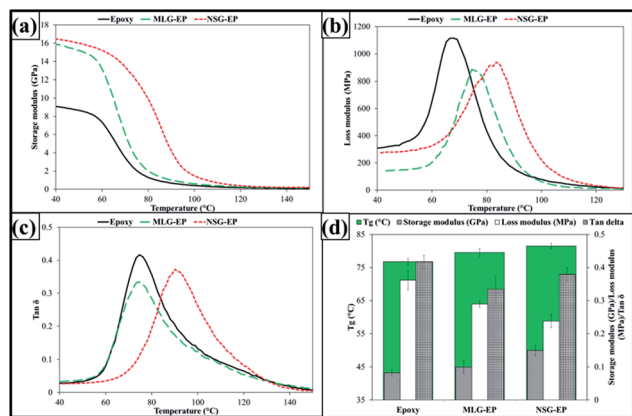 (a)
Epoxy MLG-EP NSG-EP
Storage modulus (GPa)
18
16
14
12
10
8
6
4
2
0
40 60 80 100 120 140
Temperature (°C)
(b)
Epoxy MLG-EP NSG-EP
Loss modulus (MPa)
1200
1000
800
600
400
200
0
40 60 80 100 120
Temperature (°C)
(c)
Epoxy MLG-EP NSG-EP
Tan δ
0.5
0.4
0.3
0.2
0.1
0
40 60 80 100 120 140
Temperature (°C)
(d)
Tg (°C) Storage modulus (GPa) Loss modulus (MPa) Tan delta
Tg (°C)
85
75
65
55
45
35
0.5
0.4
0.3
0.2
0.1
0
Storage modulus (GPa)/Loss modulus
(MPa)/Tan δ
Epoxy MLG-EP NSG-EP